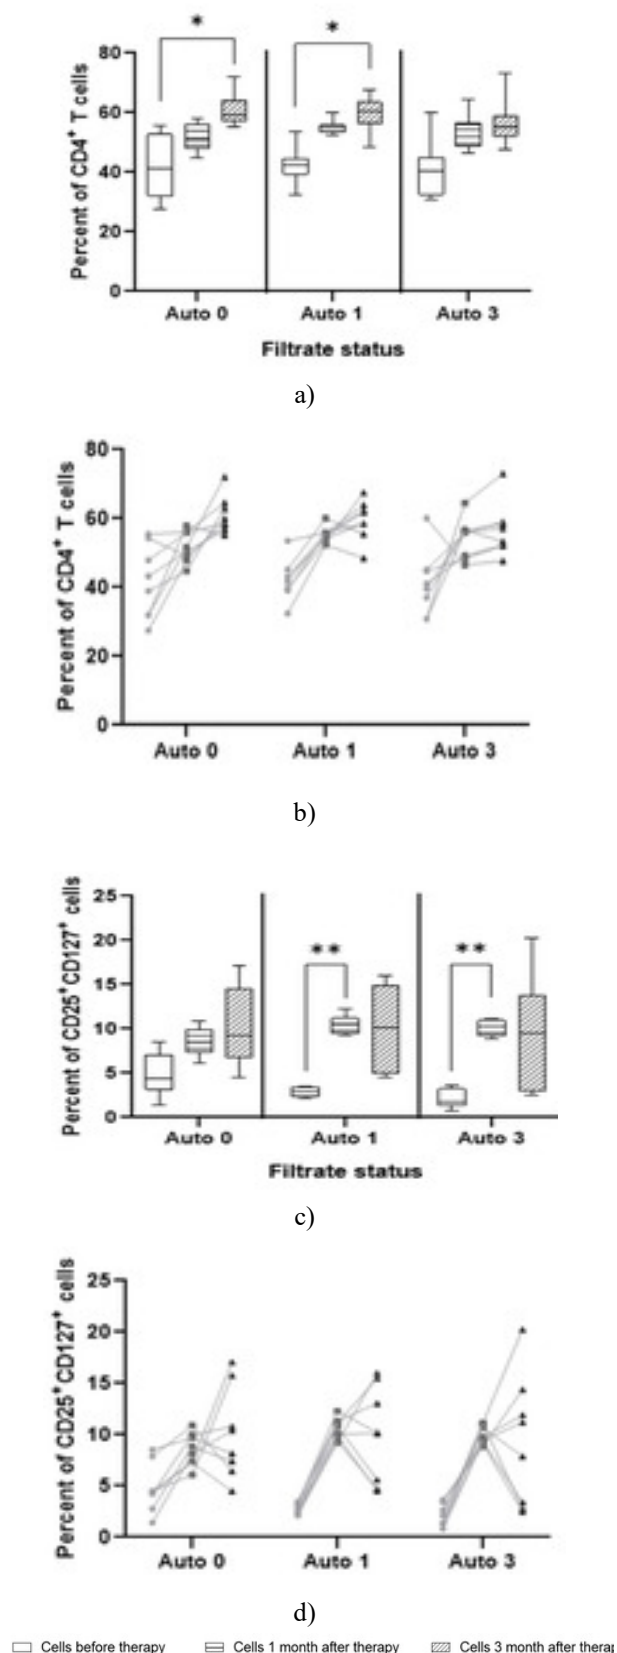 *
*
80
60
40
20
0
Percent of CD4⁺ T cells
Auto 0 Auto 1 Auto 3
Filtrate status
a)
80
60
40
20
0
Percent of CD4⁺ T cells
Auto 0 Auto 1 Auto 3
b)
25
20
15
10
5
0
Percent of CD25⁺CD127⁺ cells
**
**
Auto 0 Auto 1 Auto 3
Filtrate status
c)
25
20
15
10
5
0
Percent of CD25⁺CD127⁺ cells
Auto 0 Auto 1 Auto 3
d)
Cells before therapy Cells 1 month after therapy Cells 3 month after therap